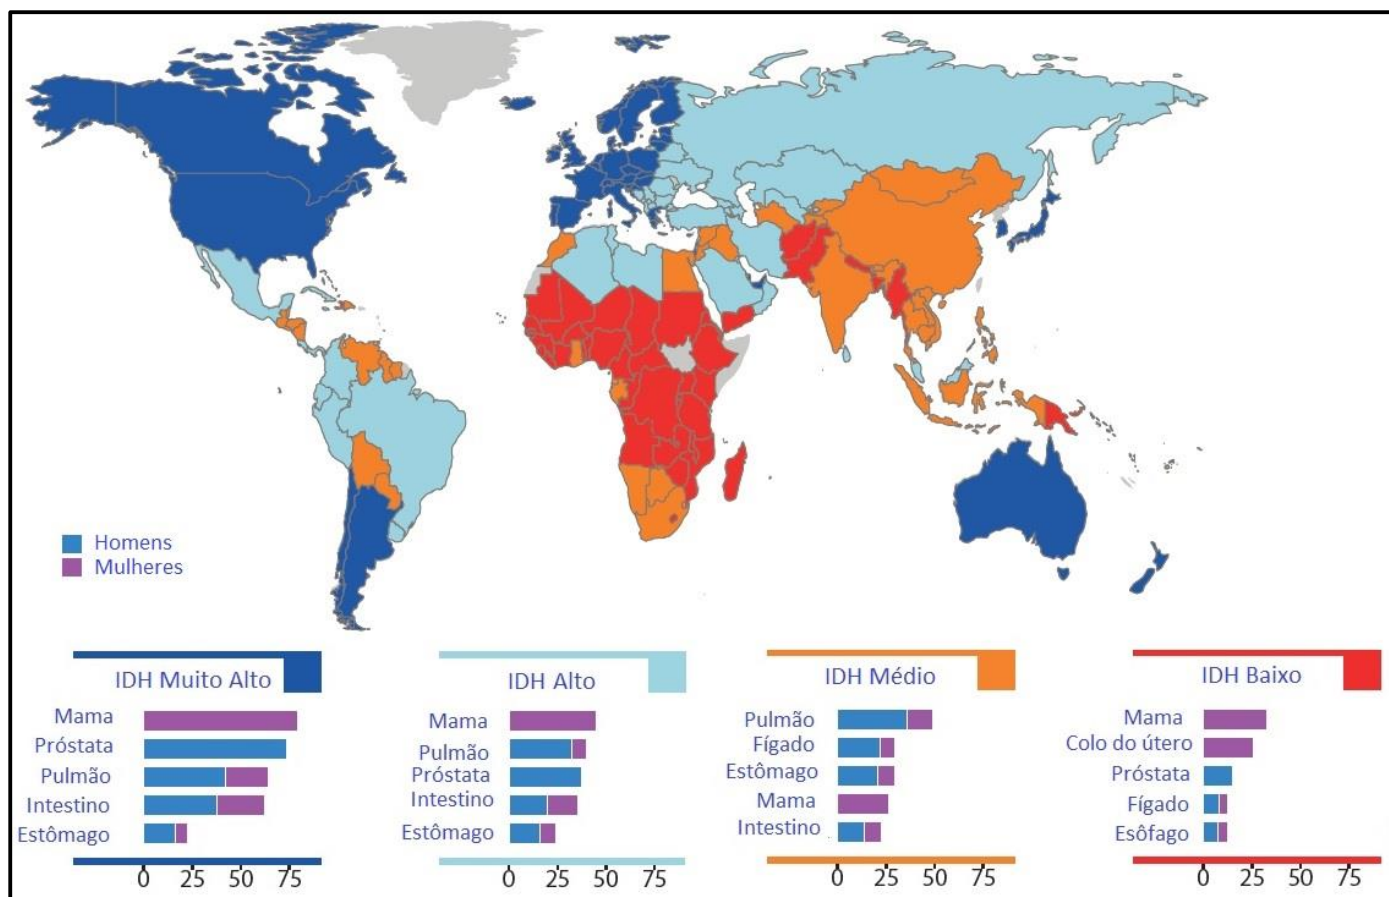 Homens
Mulheres
IDH Muito Alto
Mama
Próstata
Pulmão
Intestino
Estômago
0 25 50 75
IDH Alto
Mama
Pulmão
Próstata
Intestino
Estômago
0 25 50 75
IDH Médio
Pulmão
Fígado
Estômago
Mama
Intestino
0 25 50 75
IDH Baixo
Mama
Colo do útero
Próstata
Fígado
Esôfago
0 25 50 75